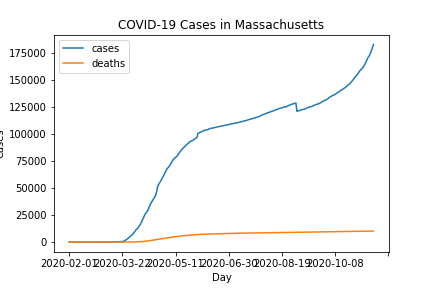 COVID-19 Cases in Massachusetts
cases
deaths
175000
150000
125000
100000
75000
50000
25000
0
cases
2020-02-01 2020-03-22 2020-05-11 2020-06-30 2020-08-19 2020-10-08
Day